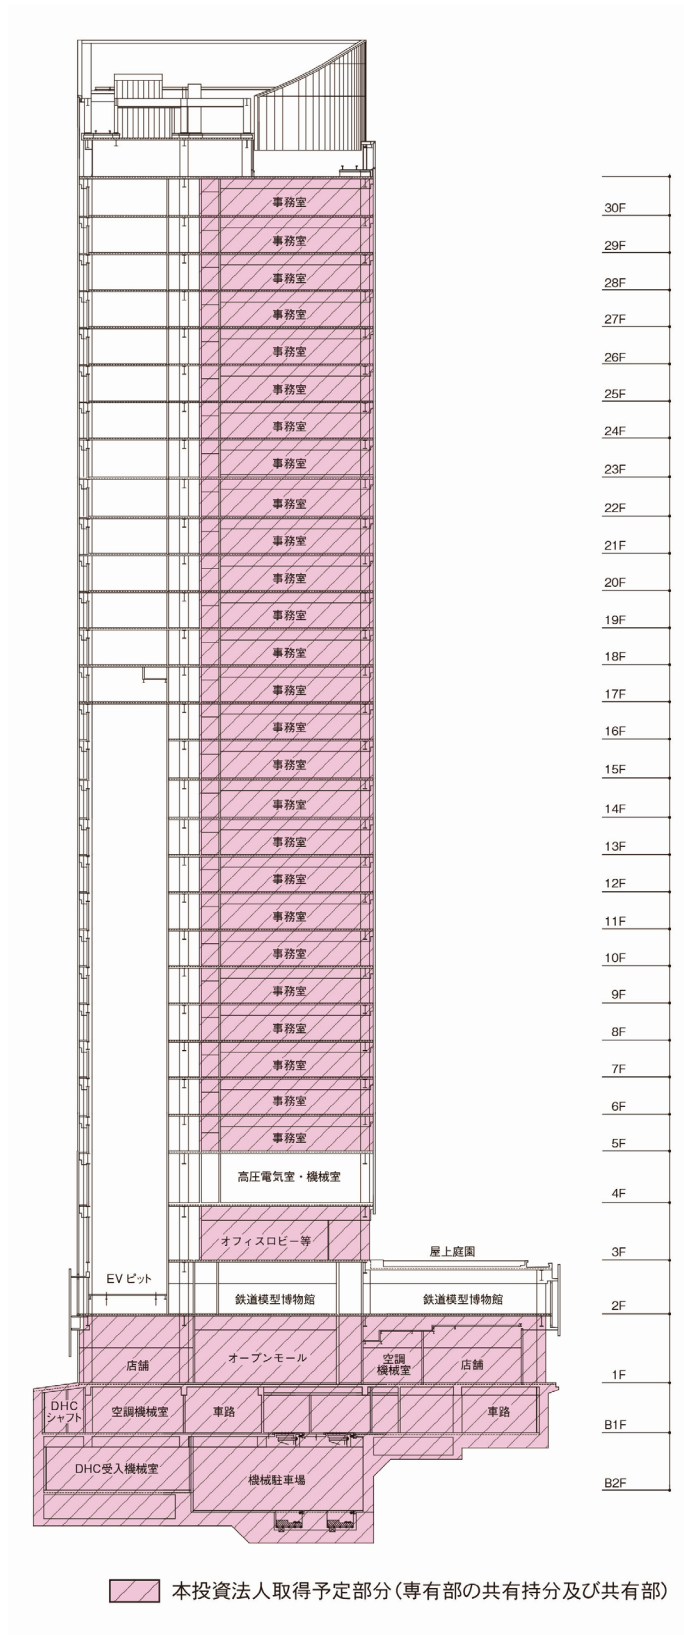 事務室 30F
事務室 29F
事務室 28F
事務室 27F
事務室 26F
事務室 25F
事務室 24F
事務室 23F
事務室 22F
事務室 21F
事務室 20F
事務室 19F
事務室 18F
事務室 17F
事務室 16F
事務室 15F
事務室 14F
事務室 13F
事務室 12F
事務室 11F
事務室 10F
事務室 9F
事務室 8F
事務室 7F
事務室 6F
事務室 5F
高圧電気室・機械室 4F
オフィスロビー等 屋上庭園 3F
EVピット 鉄道模型博物館 鉄道模型博物館 2F
店舗 オープンモール 空調
機械室 店舗 1F
DHC
シャフト 空調機械室 車路 車路 B1F
DHC受入機械室 機械駐車場 B2F
本投資法人取得予定部分(専有部の共有持分及び共有部)